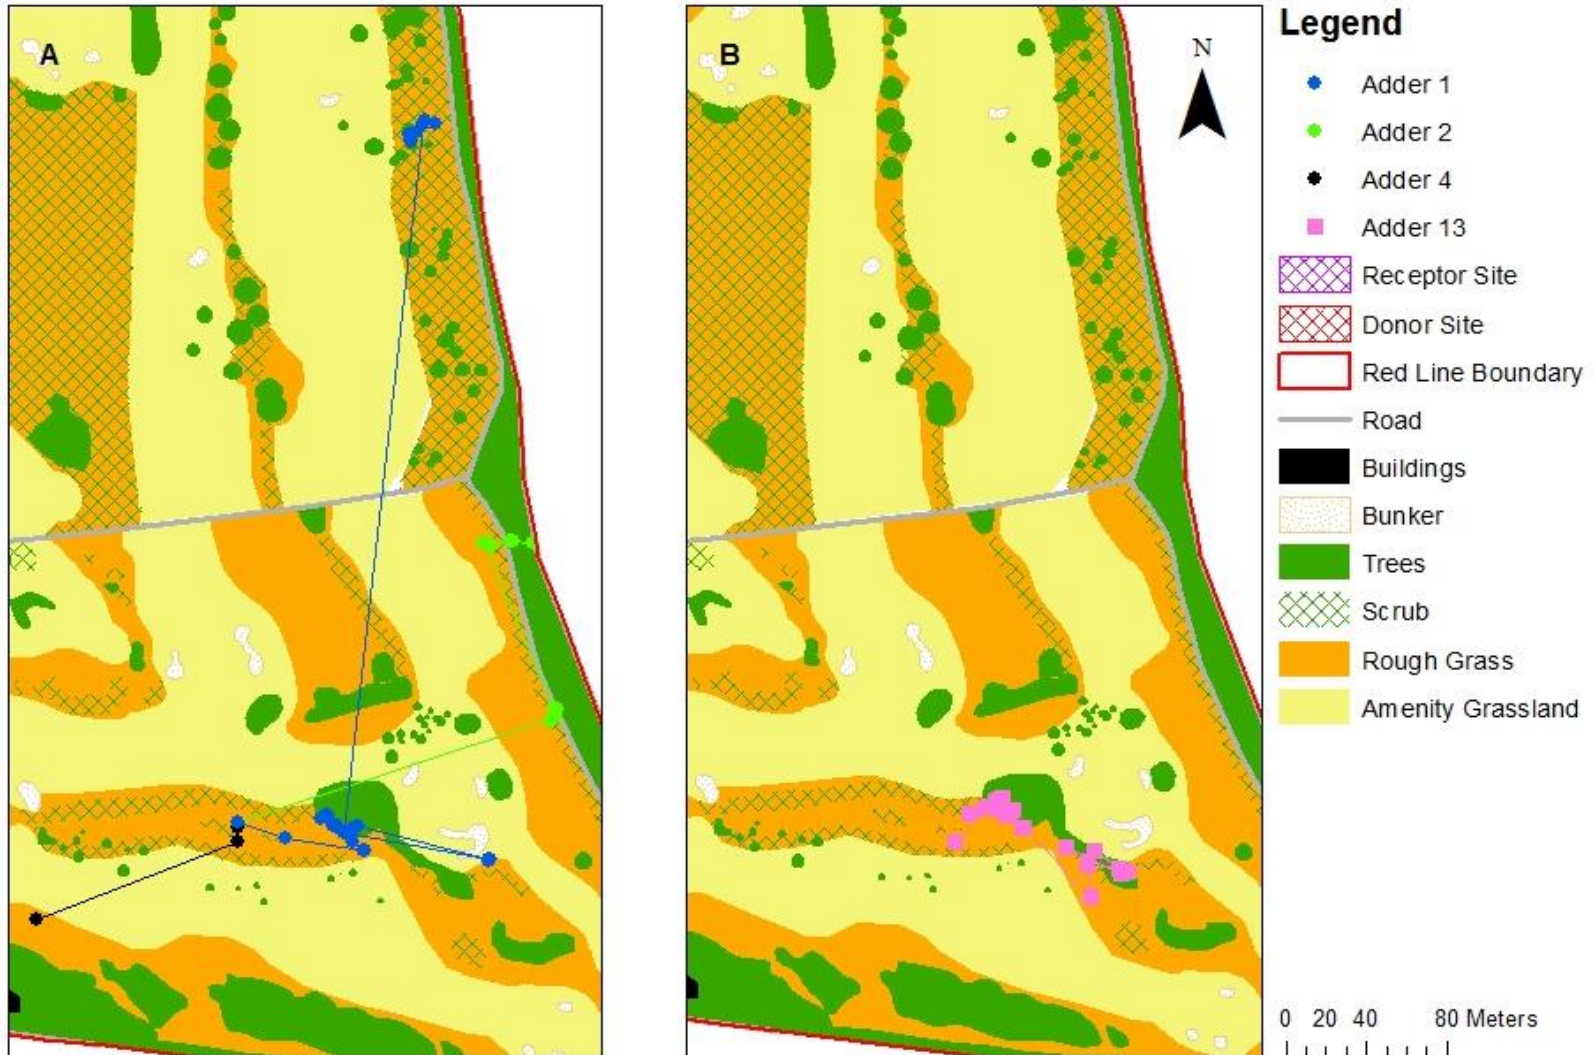 A
B
N
Legend
Adder 1
Adder 2
Adder 4
Adder 13
Receptor Site
Donor Site
Red Line Boundary
Road
Buildings
Bunker
Trees
Scrub
Rough Grass
Amenity Grassland
0 20 40 80 Meters